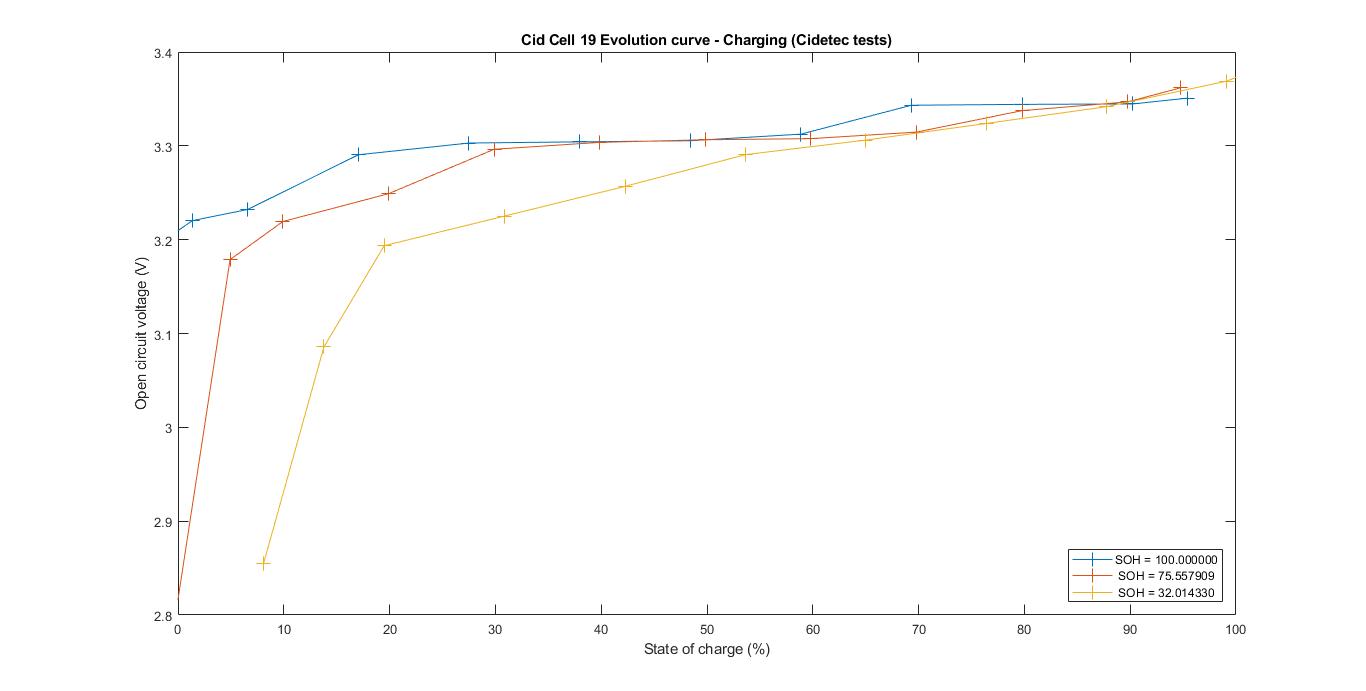 Cid Cell 19 Evolution curve - Charging (Cidetec tests)
3.4
3.3
3.2
3.1
3
2.9
2.8
Open circuit voltage (V)
0 10 20 30 40 50 60 70 80 90 100
State of charge (%)
SOH = 100.000000
SOH = 75.557909
SOH = 32.014330